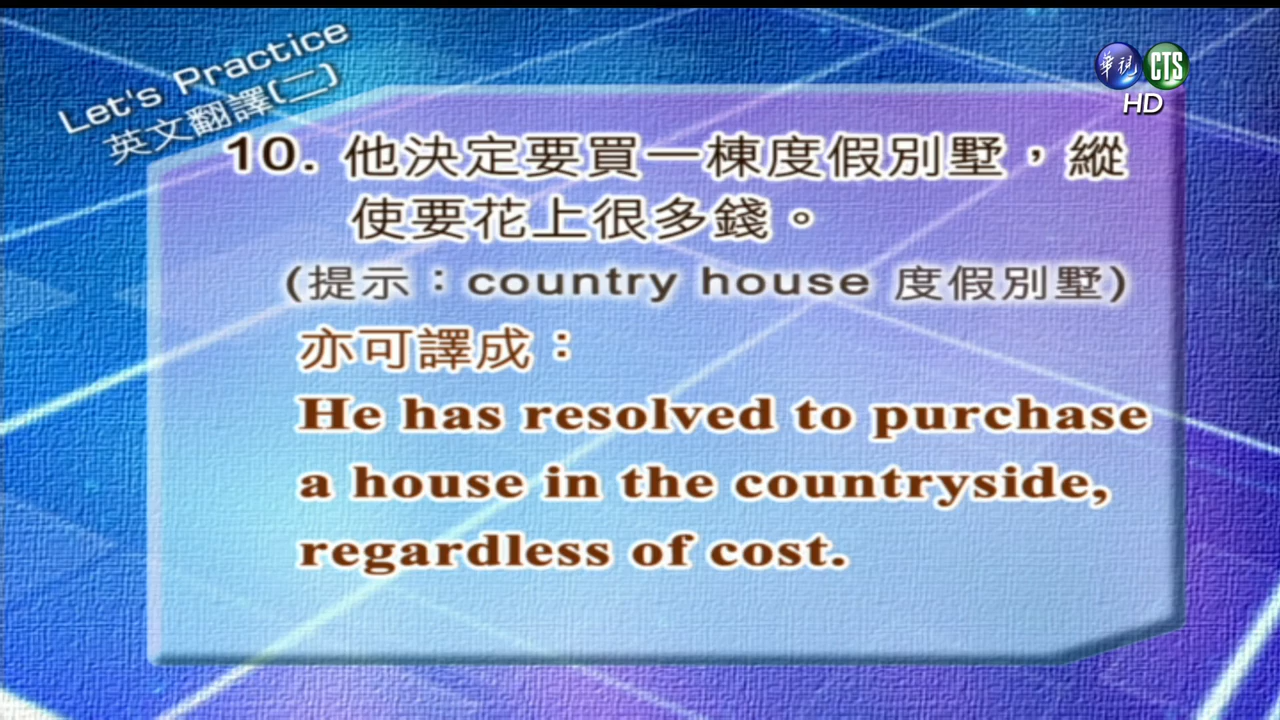 Let's Practice
英文翻譯(二)
華視 CTS
HD
10. 他決定要買一棟度假別墅，縱
使要花上很多錢。
(提示：country house 度假別墅)
亦可譯成：
He has resolved to purchase
a house in the countryside,
regardless of cost.